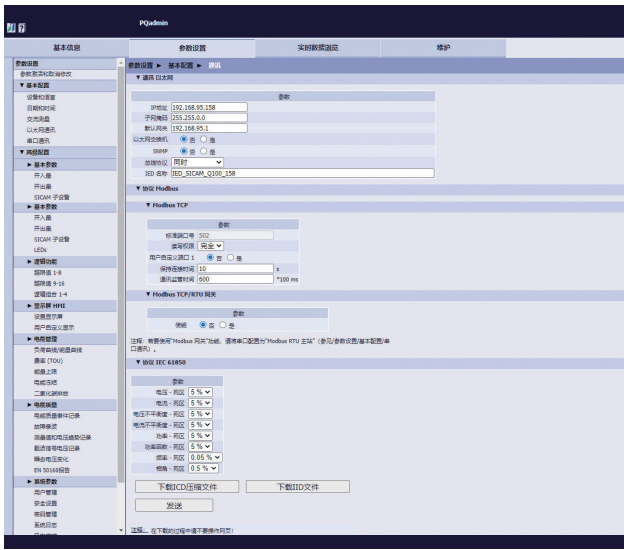 PQadmin
基本信息
参数设置
实时数据浏览
维护
参数设置
参数激活和取消修改
▼ 基本配置
设备和语言
日期和时间
交流测量
以太网通讯
串口通讯
▼ 高级配置
► 基本参数
开入量
开出量
SICAM 子设备
► 基本参数
开入量
开出量
SICAM 子设备
LEDs
► 逻辑功能
越限值 1-8
越限值 9-16
逻辑组合 1-4
► 显示屏 HMI
设置显示屏
用户自定义显示
► 电能管理
负荷曲线/能量曲线
费率 (TOU)
能量上限
电能冻结
二氧化碳排放
► 电能质量
电能质量事件记录
故障录波
测量值和电压趋势记录
载波信号电压记录
瞬态电压变化
EN 50160报告
► 系统参数
用户管理
安全设置
密码管理
系统日志
参数设置 ► 基本配置 ► 通讯
▼ 通讯 以太网
参数
IP地址 192.168.95.158
子网掩码 255.255.0.0
默认网关 192.168.95.1
以太网交换机 否 是
SNMP 否 是
总线协议 同时
IED 名称 IED_SICAM_Q100_158
▼ 协议 Modbus
▼ Modbus TCP
参数
标准端口号 502
读写权限 完全
用户自定义端口 1 否 是
保持连接时间 10 s
通讯监管时间 600 *100 ms
▼ Modbus TCP/RTU 网关
参数
使能 否 是
注释: 若要使用"Modbus 网关"功能, 请将串口配置为"Modbus RTU 主站" (参见/参数设置/基本配置/串
口通讯) 。
▼ 协议 IEC 61850
参数
电压 - 死区 5 %
电流 - 死区 5 %
电压不平衡度 - 死区 5 %
电流不平衡度 - 死区 5 %
功率 - 死区 5 %
功率因数 - 死区 5 %
频率 - 死区 0.05 %
相角 - 死区 0.5 %
下载ICD压缩文件
下载IID文件
发送
注释: 在下载的过程中请不要操作网页!